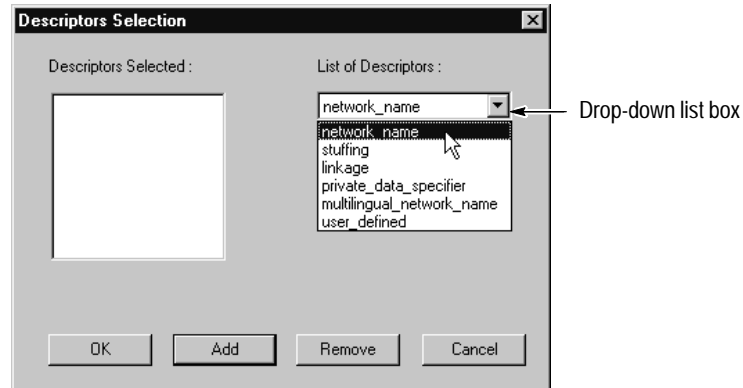 Descriptors Selection
Descriptors Selected :
List of Descriptors :
network_name
Drop-down list box
network_name
stuffing
linkage
private_data_specifier
multilingual_network_name
user_defined
OK
Add
Remove
Cancel